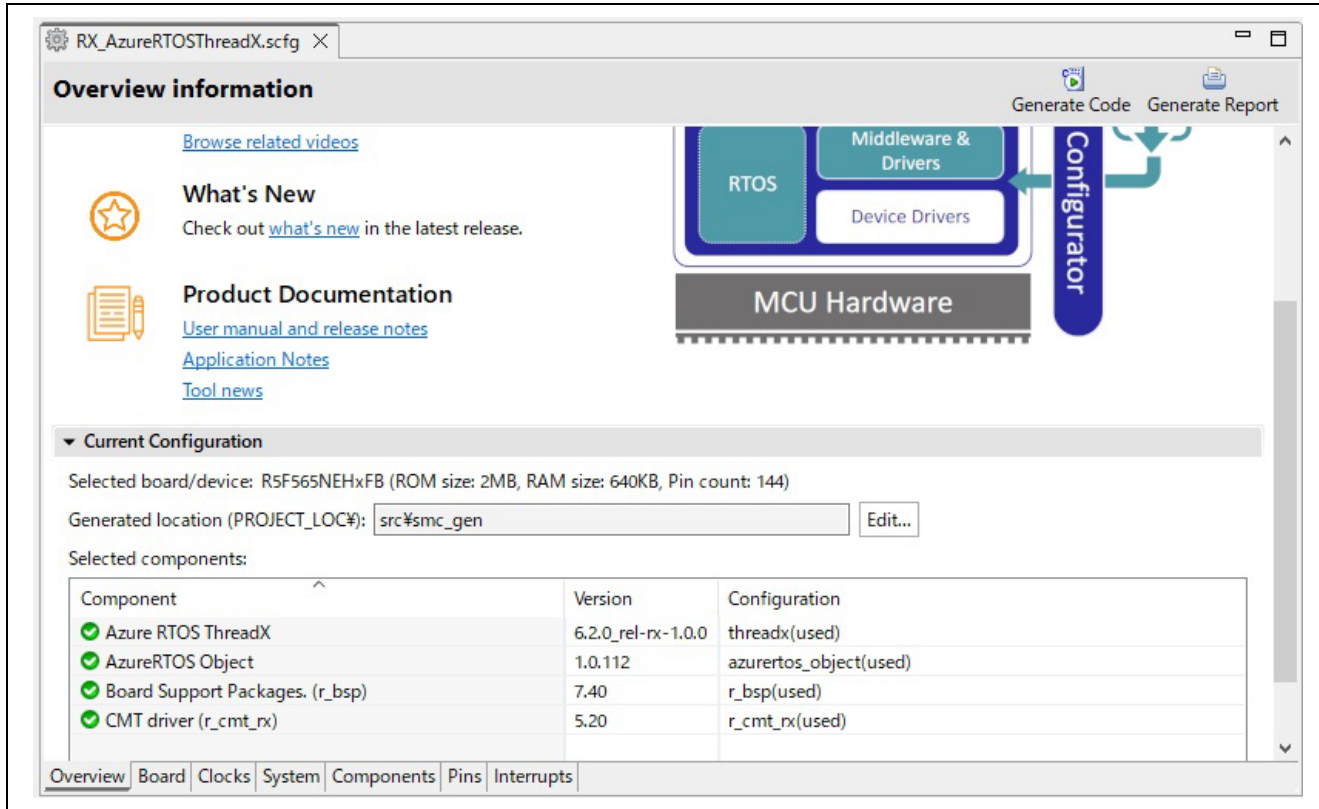 RX_AzureRTOSThreadX.scfg
Overview information
Generate Code Generate Report
Browse related videos
What's New
Check out what's new in the latest release.
Product Documentation
User manual and release notes
Application Notes
Tool news
RTOS
Middleware &
Drivers
Device Drivers
MCU Hardware
Configurator
Current Configuration
Selected board/device: R5F565NEHxFB (ROM size: 2MB, RAM size: 640KB, Pin count: 144)
Generated location (PROJECT_LOC¥): src¥smc_gen Edit...
Selected components:
Component Version Configuration
Azure RTOS ThreadX 6.2.0_rel-rx-1.0.0 threadx(used)
AzureRTOS Object 1.0.112 azurertos_object(used)
Board Support Packages. (r_bsp) 7.40 r_bsp(used)
CMT driver (r_cmt_rx) 5.20 r_cmt_rx(used)
Overview Board Clocks System Components Pins Interrupts